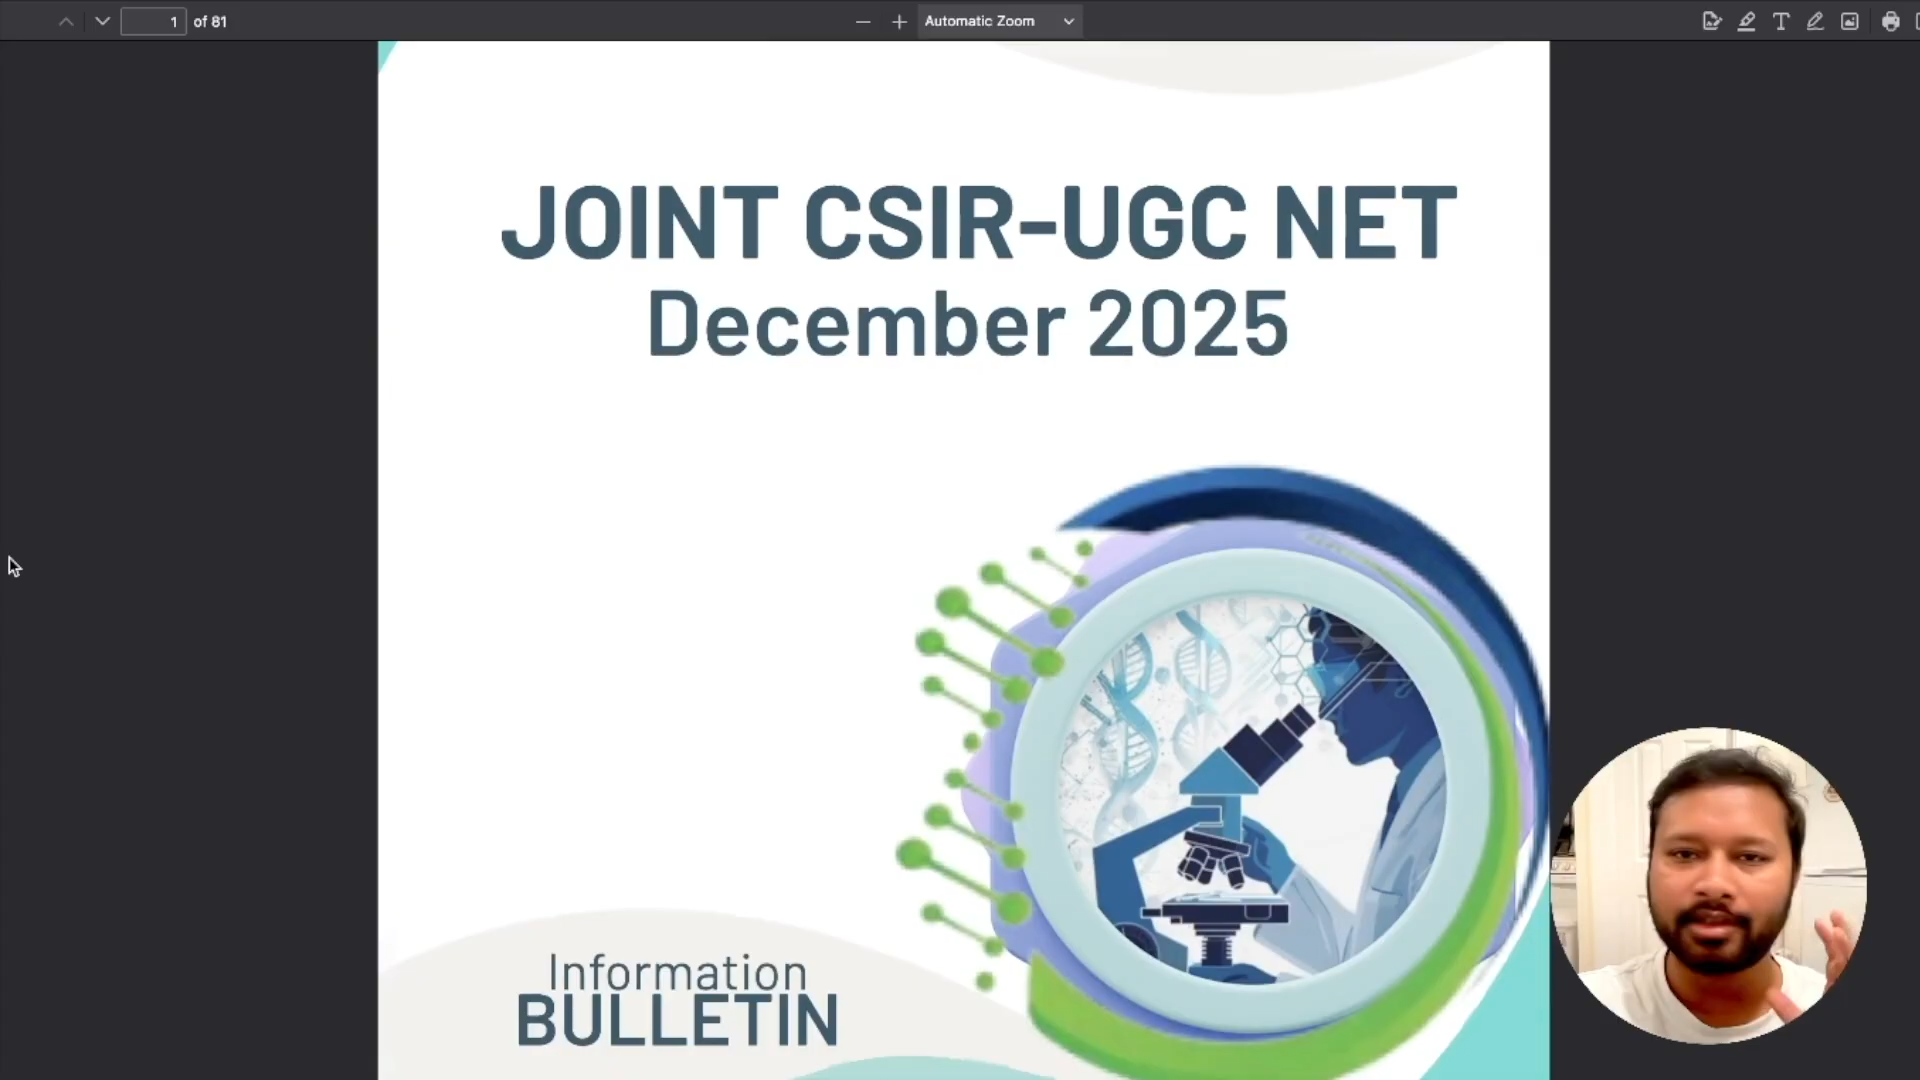 1 of 81
Automatic Zoom
JOINT CSIR-UGC NET
December 2025
Information
BULLETIN